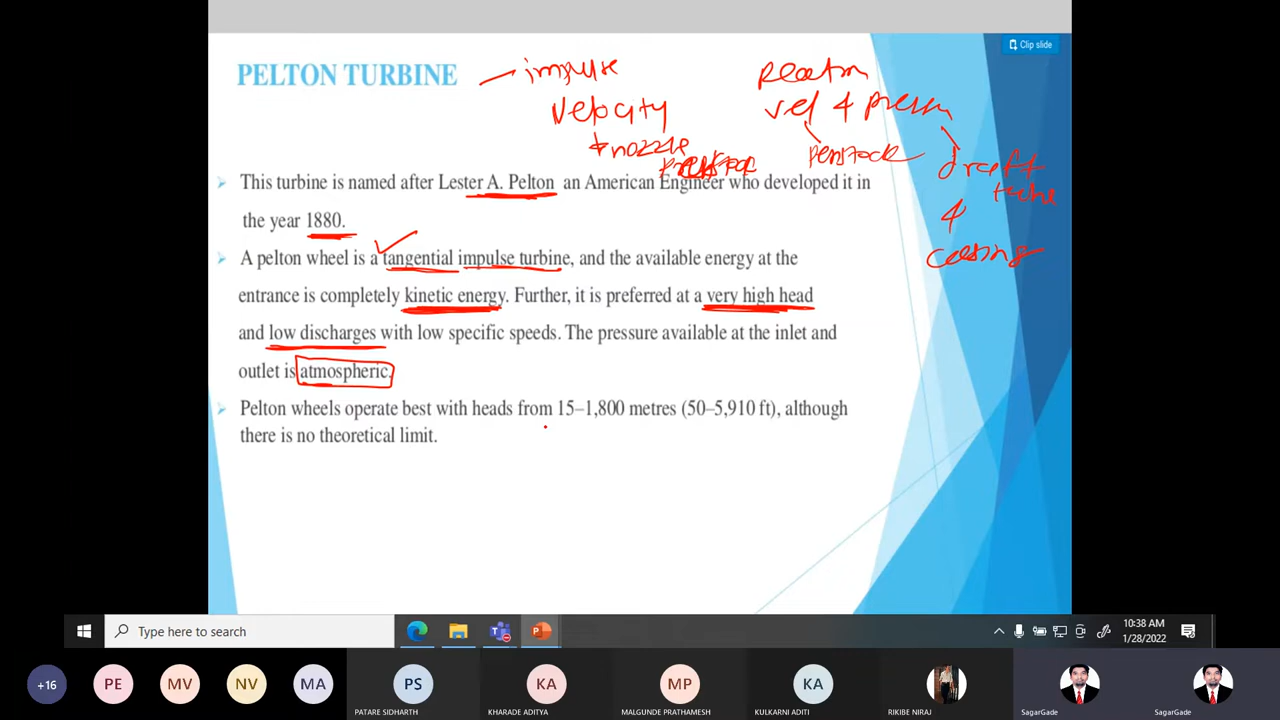 Clip slide
PELTON TURBINE
impulse
velocity
nozzle
vel & pressu
penstock
draft
tube
&
casing
This turbine is named after Lester A. Pelton an American Engineer who developed it in
the year 1880.
A pelton wheel is a tangential impulse turbine, and the available energy at the
entrance is completely kinetic energy. Further, it is preferred at a very high head
and low discharges with low specific speeds. The pressure available at the inlet and
outlet is atmospheric.
Pelton wheels operate best with heads from 15–1,800 metres (50–5,910 ft), although
there is no theoretical limit.
Type here to search
10:38 AM
1/28/2022
+16
PE
MV
NV
MA
PS
KA
MP
KA
PATARE SIDHARTH
KHARADE ADITYA
MALGUNDE PRATHAMESH
KULKARNI ADITI
RIKIBE NIRAJ
SagarGade
SagarGade